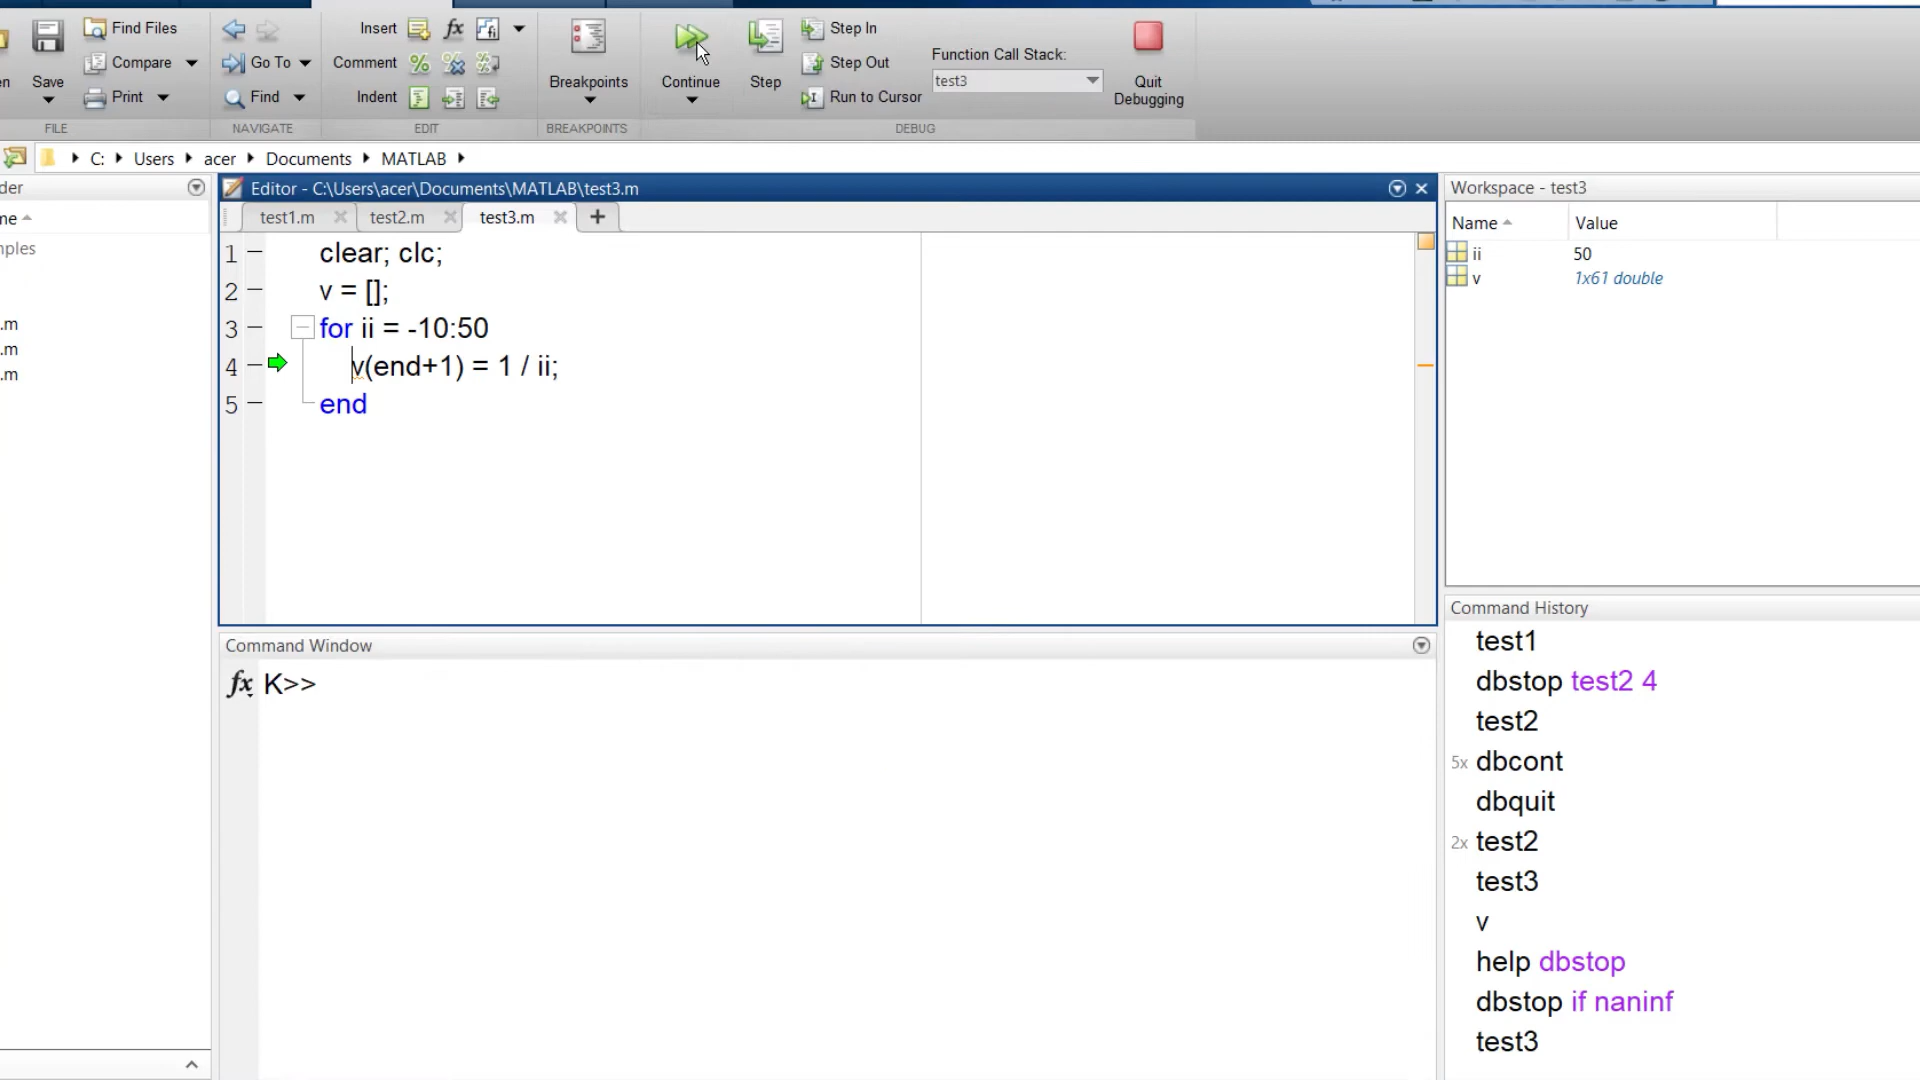 Find Files
Insert fx
Step In
Function Call Stack:
Compare
Go To
Comment
Step Out
test3
Save
Breakpoints
Continue
Step
Quit
Debugging
Print
Find
Indent
Run to Cursor
FILE
NAVIGATE
EDIT
BREAKPOINTS
DEBUG
C: Users acer Documents MATLAB
Editor - C:\Users\acer\Documents\MATLAB\test3.m
test1.m
test2.m
test3.m
+
1 clear; clc;
2 v = [];
3 for ii = -10:50
4 v(end+1) = 1 / ii;
5 end
Command Window
fx K>>
Workspace - test3
Name Value
ii 50
v 1x61 double
Command History
test1
dbstop test2 4
test2
5x dbcont
dbquit
2x test2
test3
v
help dbstop
dbstop if naninf
test3
.m
.m
.m